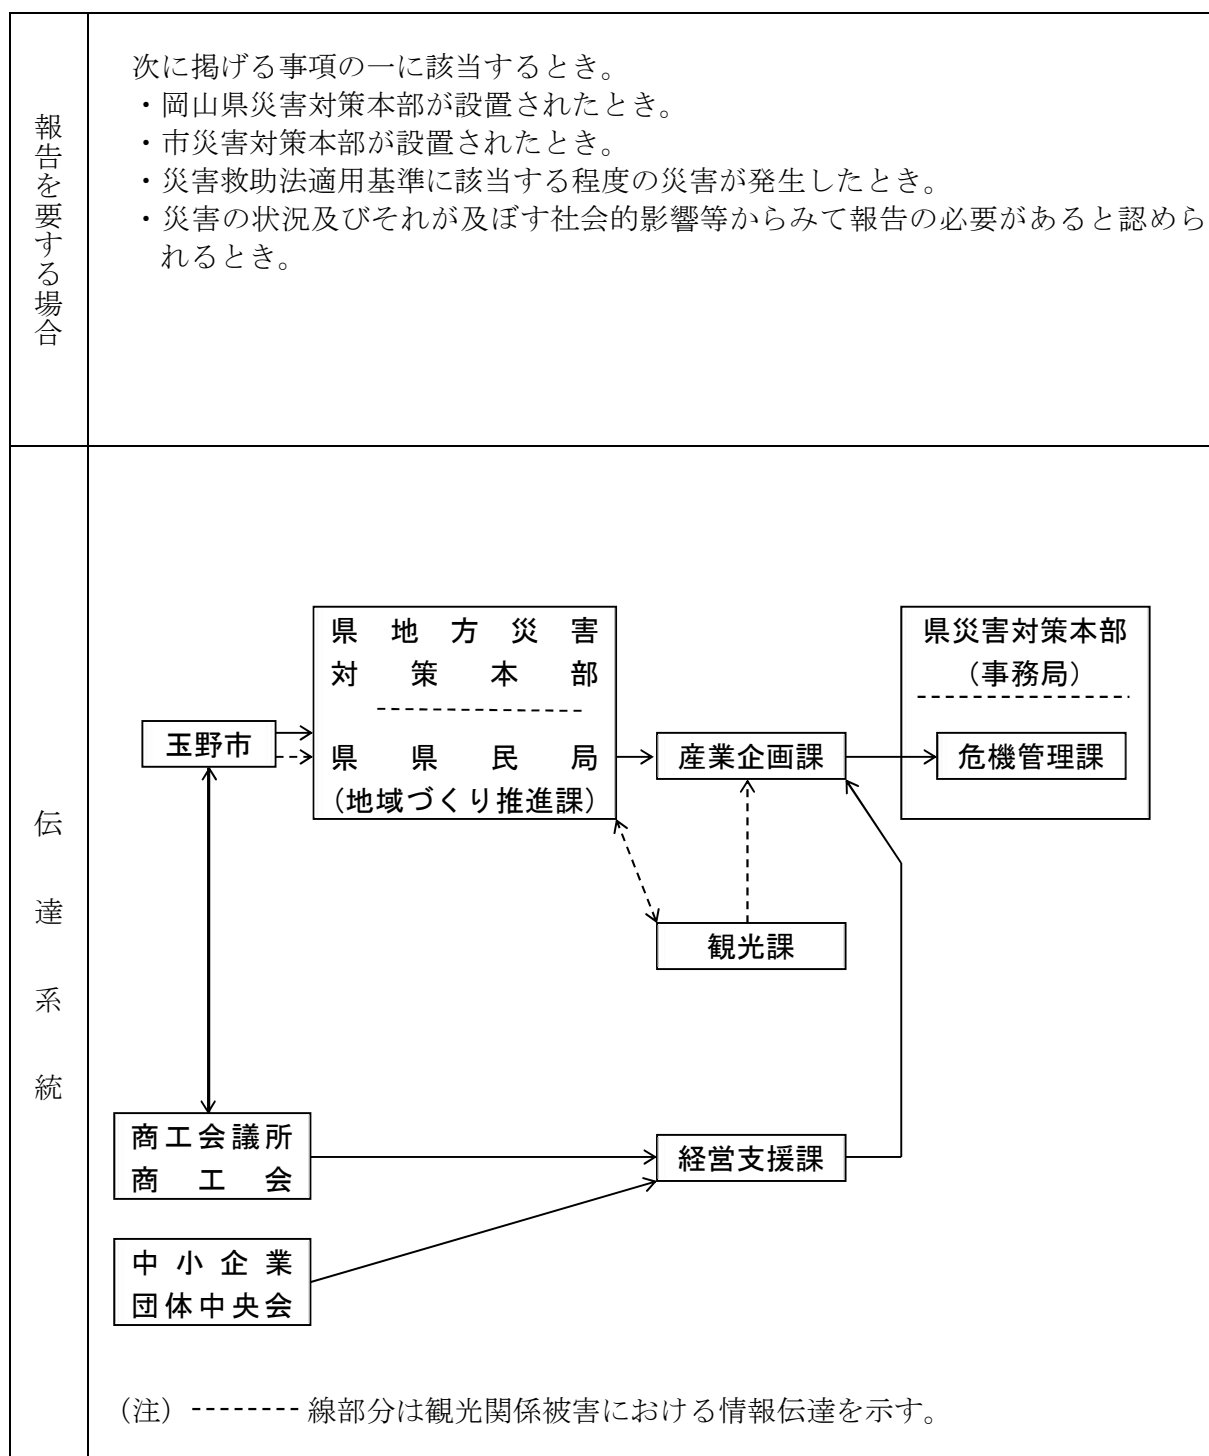 報告を要する場合
次に掲げる事項の一に該当するとき。
・岡山県災害対策本部が設置されたとき。
・市災害対策本部が設置されたとき。
・災害救助法適用基準に該当する程度の災害が発生したとき。
・災害の状況及びそれが及ぼす社会的影響等からみて報告の必要があると認めら
れるとき。
伝達系統
県地方災害
対策本部
県県民局
（地域づくり推進課）
県災害対策本部
（事務局）
玉野市
産業企画課
危機管理課
観光課
商工会議所
商工会
経営支援課
中小企業
団体中央会
（注）-------- 線部分は観光関係被害における情報伝達を示す。